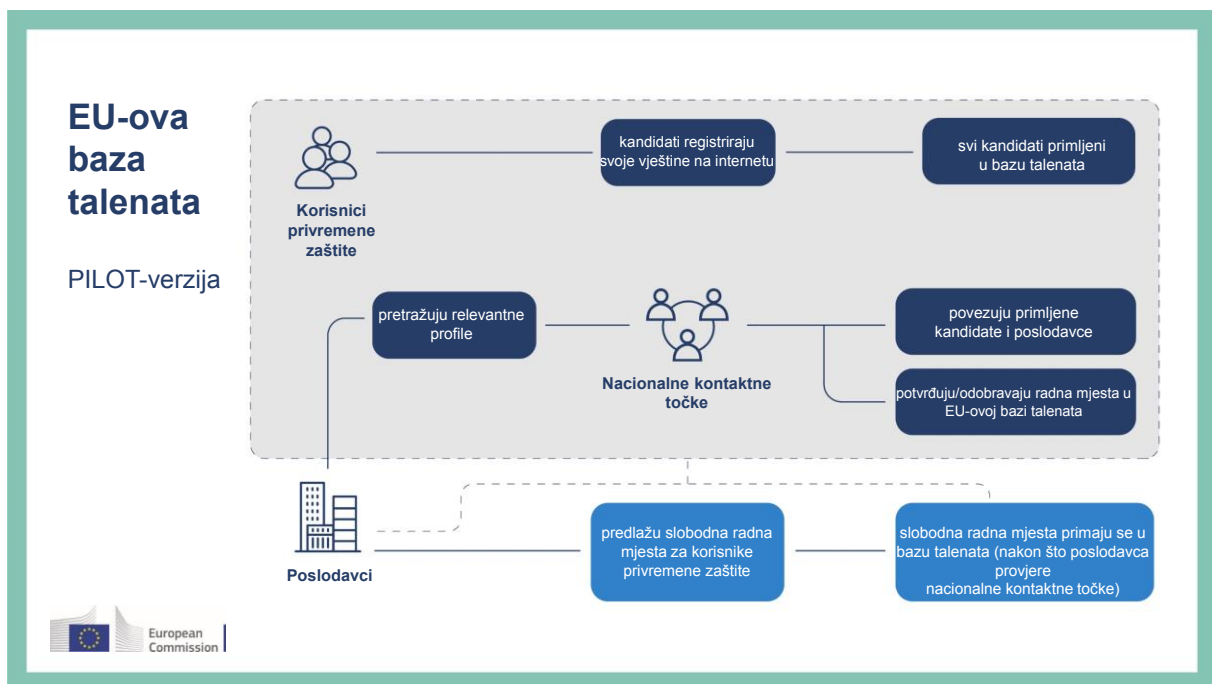 EU-ova
baza
talenata
PILOT-verzija
Korisnici
privremene
zaštite
kandidati registriraju
svoje vještine na internetu
svi kandidati primljeni
u bazu talenata
pretražuju relevantne
profile
Nacionalne kontaktne
točke
povezuju primljene
kandidate i poslodavce
potvrđuju/odobravaju radna mjesta u
EU-ovoj bazi talenata
Poslodavci
predlažu slobodna radna
mjesta za korisnike
privremene zaštite
slobodna radna mjesta primaju se u
bazu talenata (nakon što poslodavca
provjere
nacionalne kontaktne točke)
European
Commission